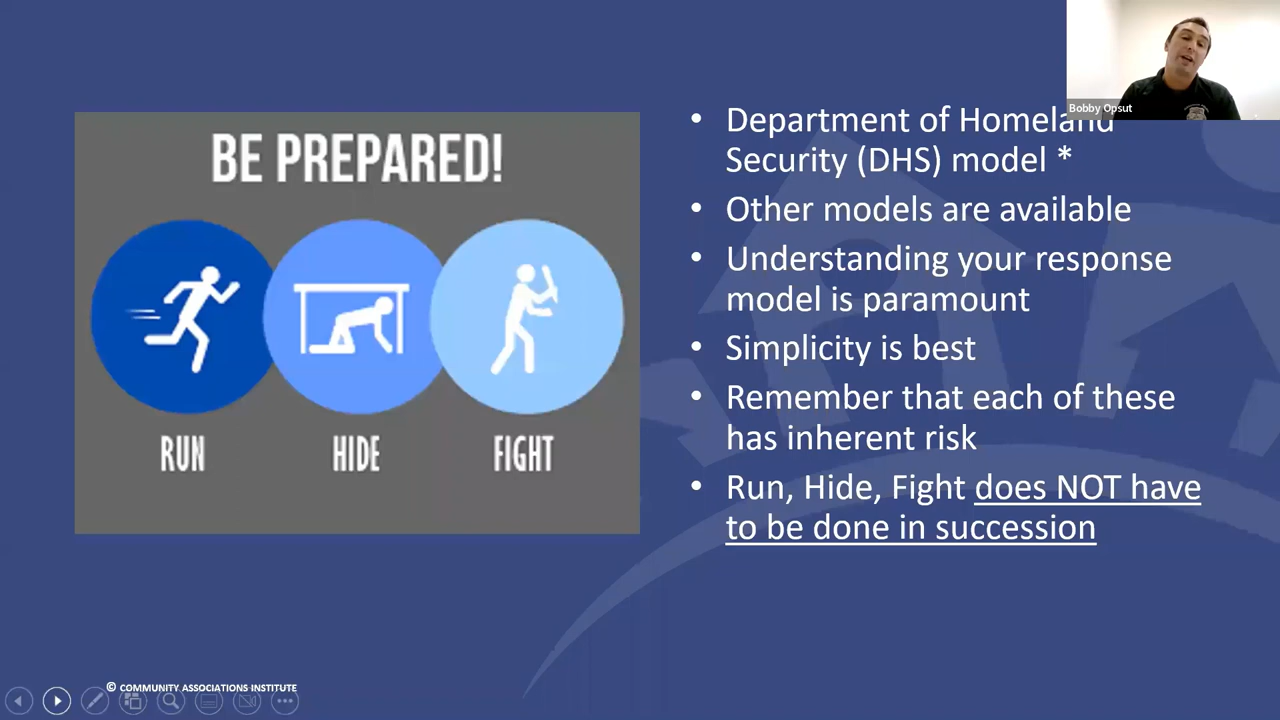 Bobby Opsut
BE PREPARED!
RUN
HIDE
FIGHT
• Department of Homeland
Security (DHS) model *
• Other models are available
• Understanding your response
model is paramount
• Simplicity is best
• Remember that each of these
has inherent risk
• Run, Hide, Fight does NOT have
to be done in succession
© COMMUNITY ASSOCIATIONS INSTITUTE